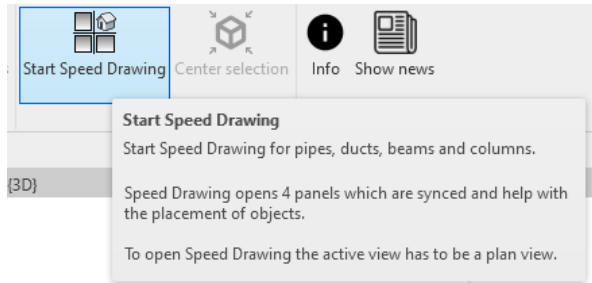 Start Speed Drawing Center selection Info Show news
Start Speed Drawing
Start Speed Drawing for pipes, ducts, beams and columns.
{3D}
Speed Drawing opens 4 panels which are synced and help with
the placement of objects.
To open Speed Drawing the active view has to be a plan view.